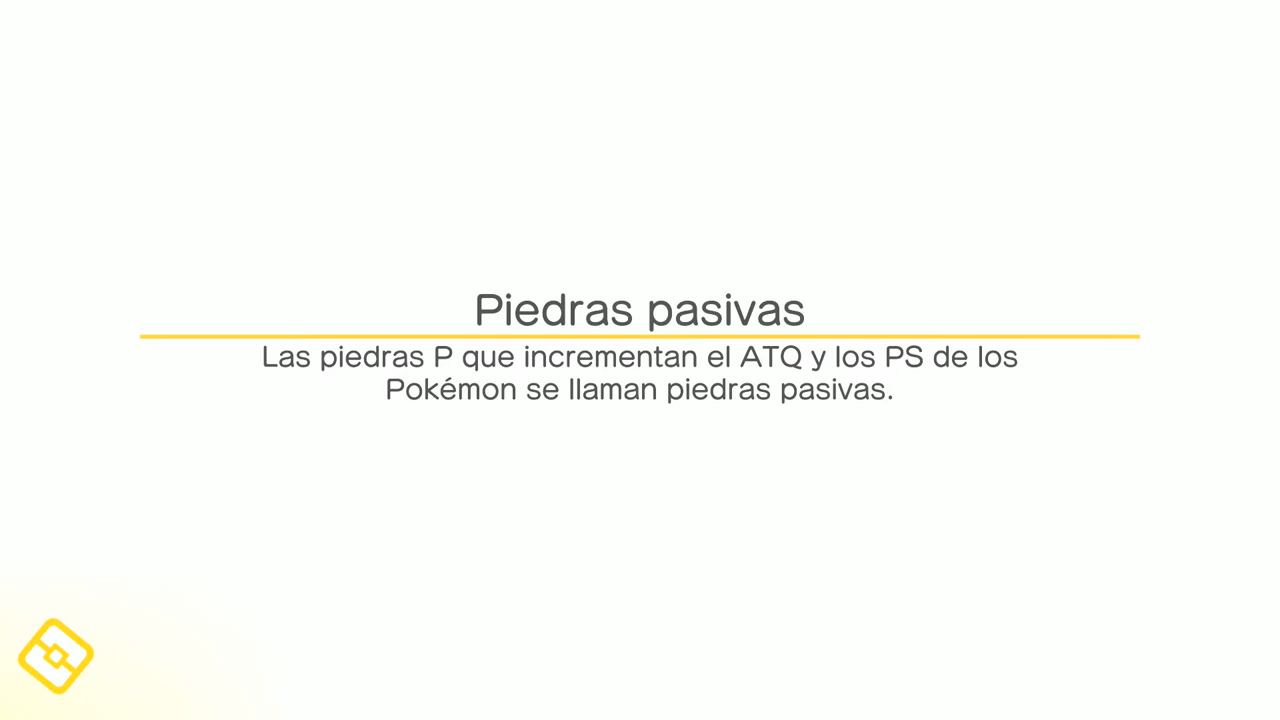 Piedras pasivas
Las piedras P que incrementan el ATQ y los PS de los
Pokémon se llaman piedras pasivas.